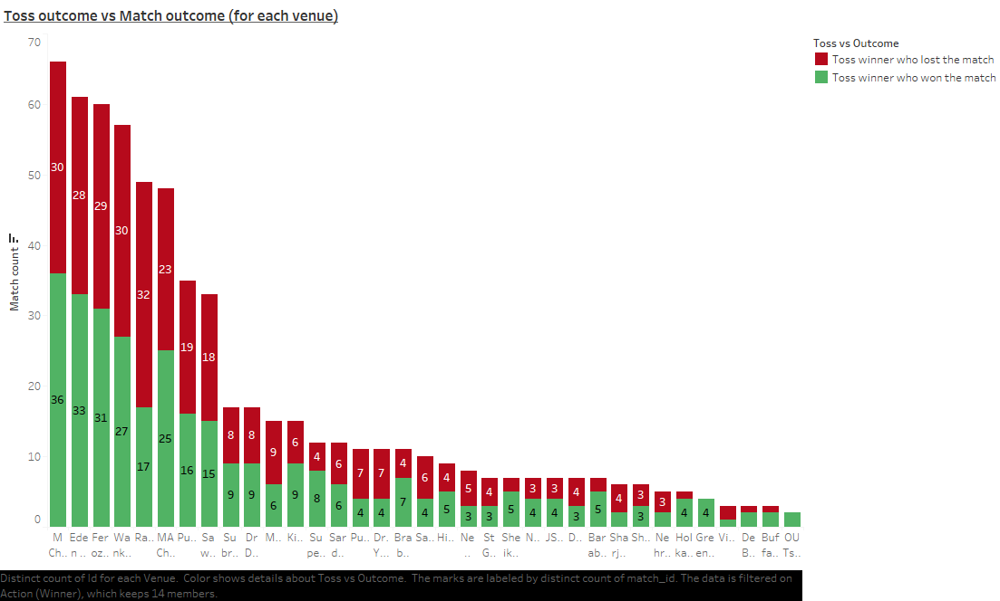 Toss outcome vs Match outcome (for each venue)
Toss vs Outcome
Toss winner who lost the match
Toss winner who won the match
Match count
70
60
50
40
30
20
10
0
30 28 29 30 32 23 19 18 8 8 9 6 4 6 7 7 4 6 4 5 4 3 3 4 4 3 3
36 33 31 27 17 25 16 15 9 9 6 9 8 6 4 4 7 4 5 3 3 5 4 4 3 5 3 4 4
M Ede Fer Wa Ra.. MA Pu.. Sa Su Dr M.. Ki.. Su Sar Pu.. Dr. Bra Sa.. Hi.. Ne St She N.. JS.. D.. Bar Sha Sh.. Ne Hol Gre Vi.. De Buf OU
Ch.. n .. oz.. nk.. Ch.. w.. br.. D.. pe.. d.. Y... b.. .. G.. ik.. ab.. rj.. hr.. ka.. en.. B.. fa.. Ts..
Distinct count of Id for each Venue. Color shows details about Toss vs Outcome. The marks are labeled by distinct count of match_id. The data is filtered on
Action (Winner), which keeps 14 members.